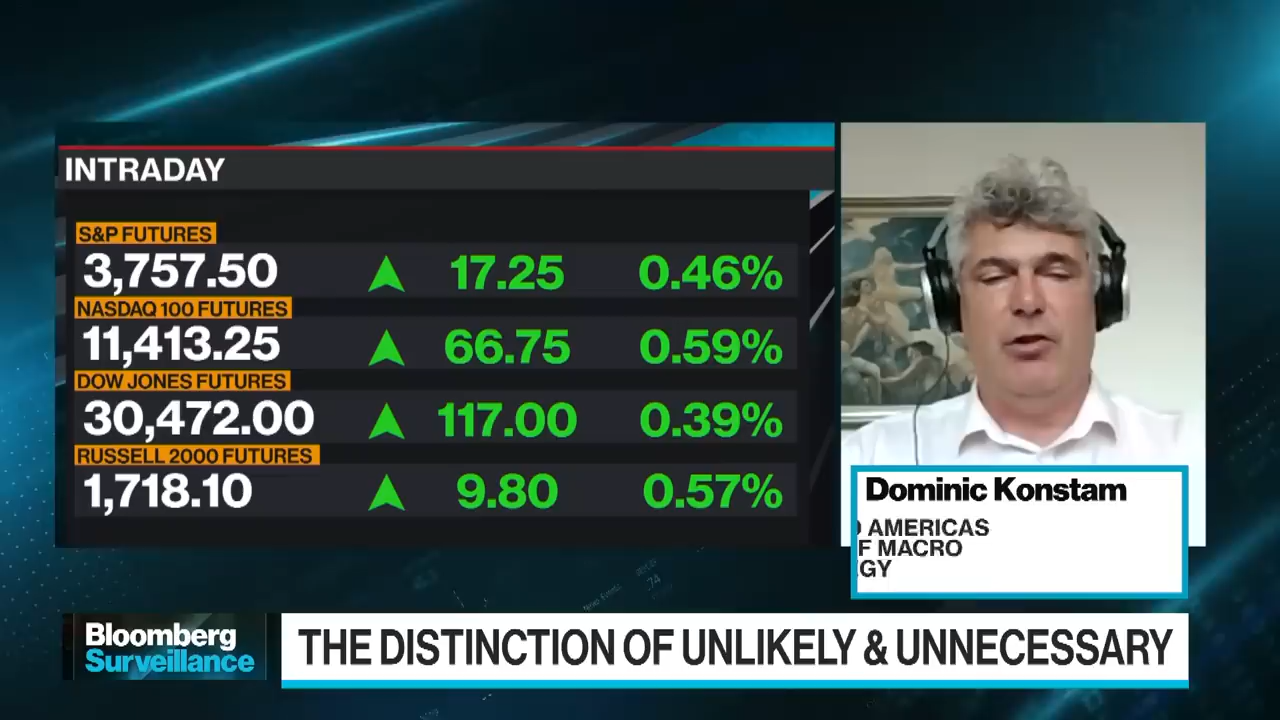 INTRADAY
S&P FUTURES
3,757.50 17.25 0.46%
NASDAQ 100 FUTURES
11,413.25 66.75 0.59%
DOW JONES FUTURES
30,472.00 117.00 0.39%
RUSSELL 2000 FUTURES
1,718.10 9.80 0.57%
Dominic Konstam
AMERICAS
F MACRO
GY
Bloomberg
Surveillance
THE DISTINCTION OF UNLIKELY & UNNECESSARY